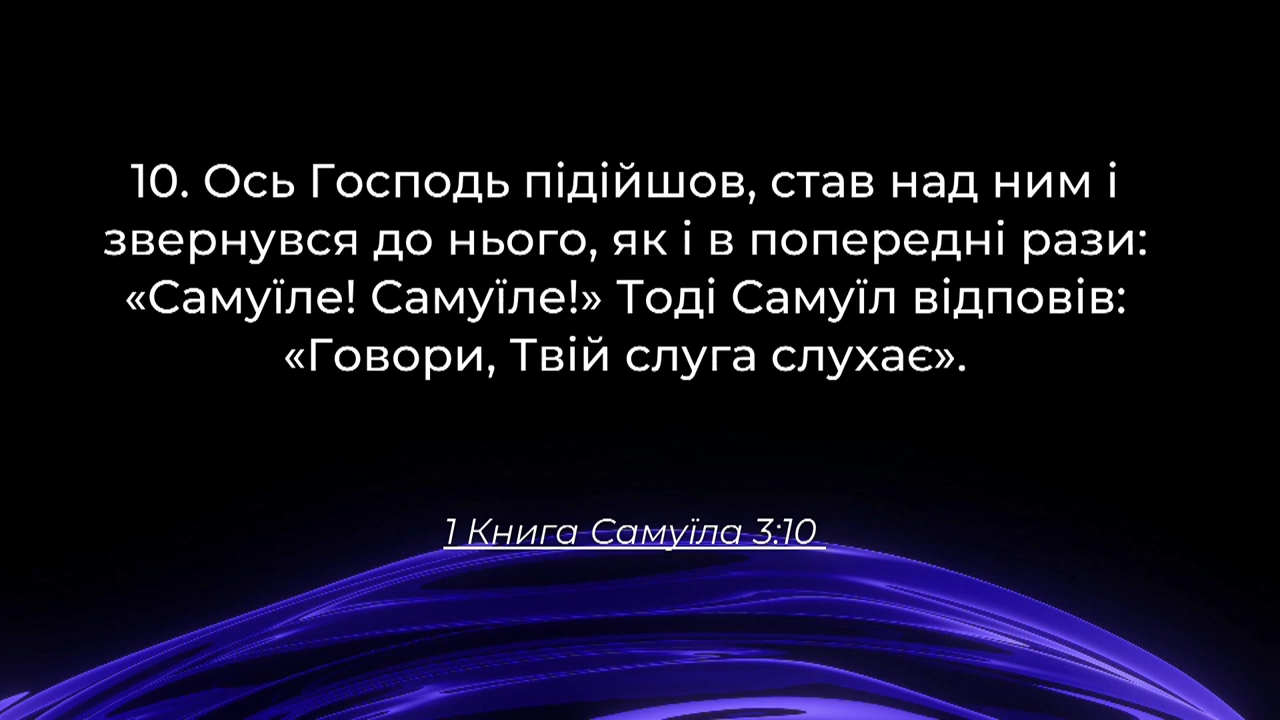 10. Ось Господь підійшов, став над ним і
звернувся до нього, як і в попередні рази:
«Самуїле! Самуїле!» Тоді Самуїл відповів:
«Говори, Твій слуга слухає».
1 Книга Самуїла 3:10